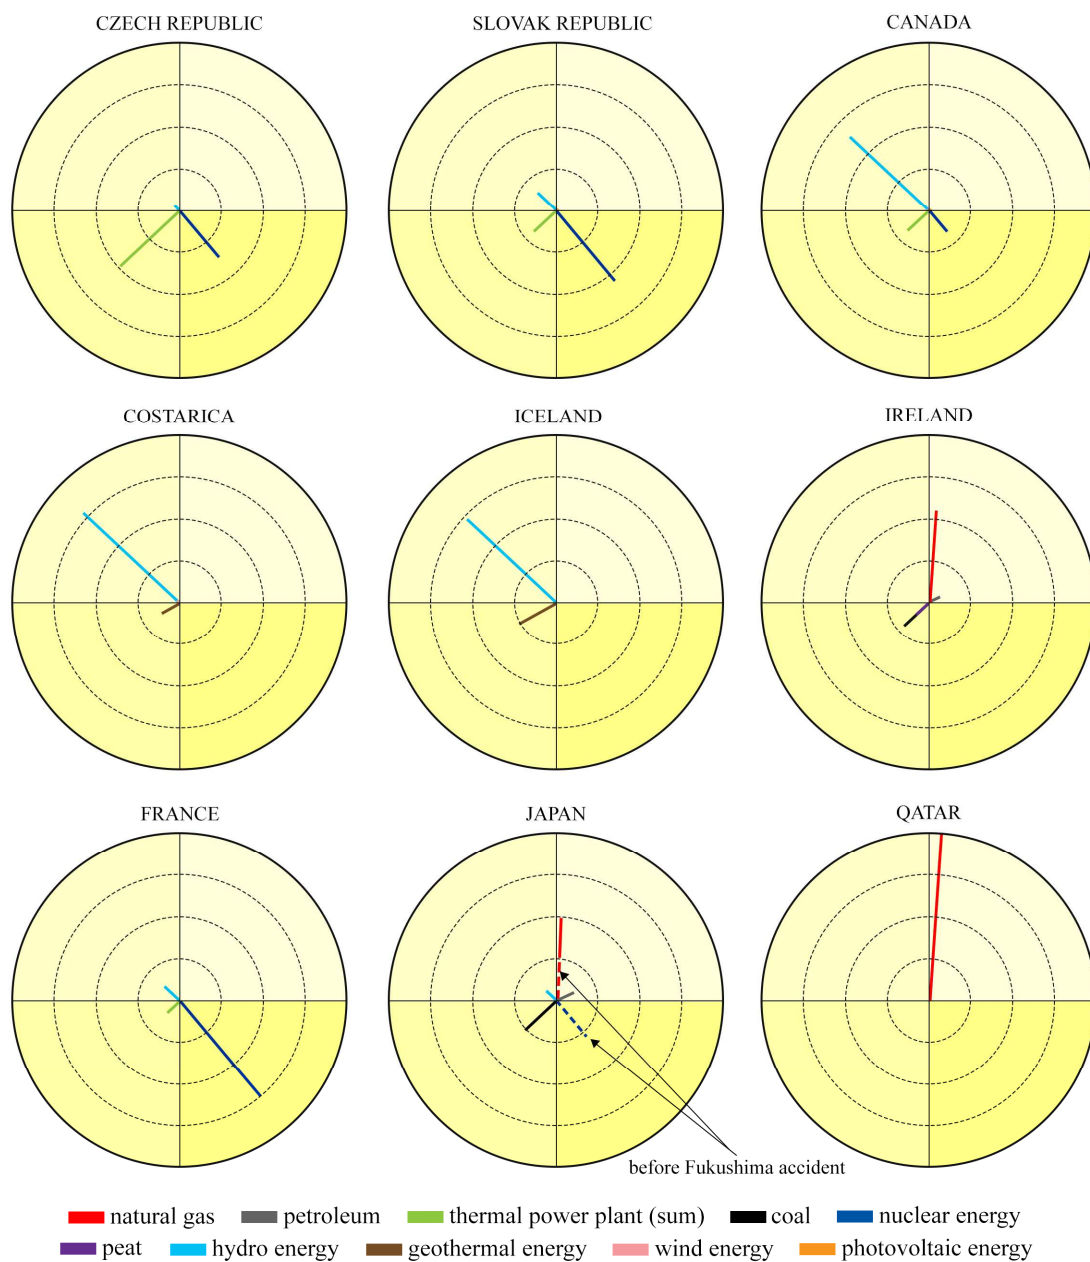 CZECH REPUBLIC
SLOVAK REPUBLIC
CANADA
COSTARICA
ICELAND
IRELAND
FRANCE
JAPAN
QATAR
before Fukushima accident
natural gas
petroleum
thermal power plant (sum)
coal
nuclear energy
peat
hydro energy
geothermal energy
wind energy
photovoltaic energy